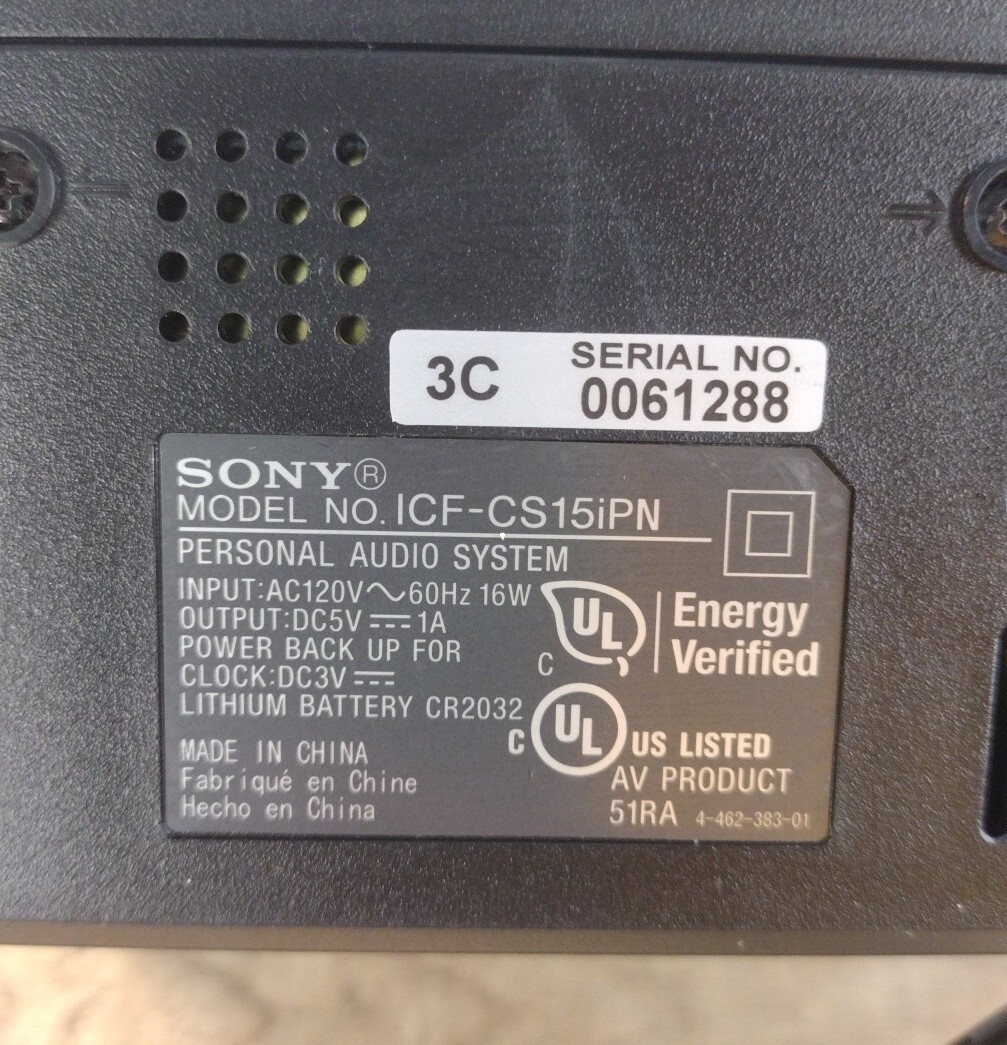 3C
SERIAL NO.
0061288
SONY®
MODEL NO. ICF-CS15iPN
PERSONAL AUDIO SYSTEM
INPUT:AC120V～60Hz 16W
OUTPUT:DC5V ⎓ 1A
POWER BACK UP FOR
CLOCK:DC3V ⎓
LITHIUM BATTERY CR2032
C UL Energy
Verified
C UL US LISTED
AV PRODUCT
51RA 4-462-383-01
MADE IN CHINA
Fabriqué en Chine
Hecho en China